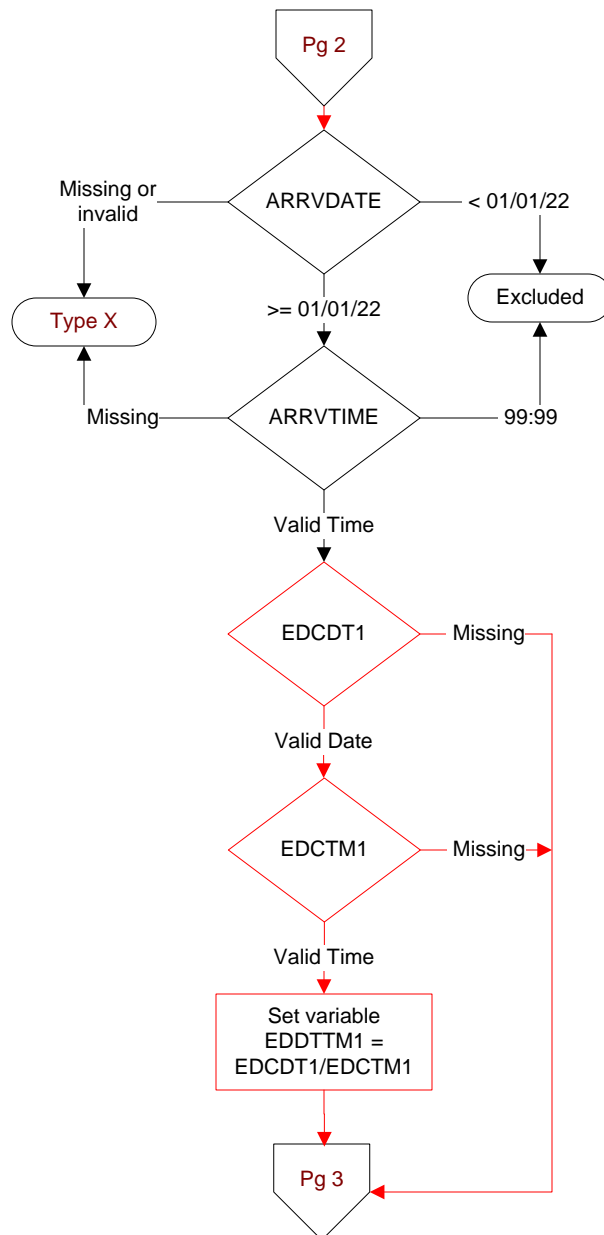 Pg 2
Missing or
invalid
ARRVDATE
< 01/01/22
Type X
>= 01/01/22
Excluded
Missing
ARRVTIME
99:99
Valid Time
EDCDT1
Missing
Valid Date
EDCTM1
Missing
Valid Time
Set variable
EDDTTM1 =
EDCDT1/EDCTM1
Pg 3